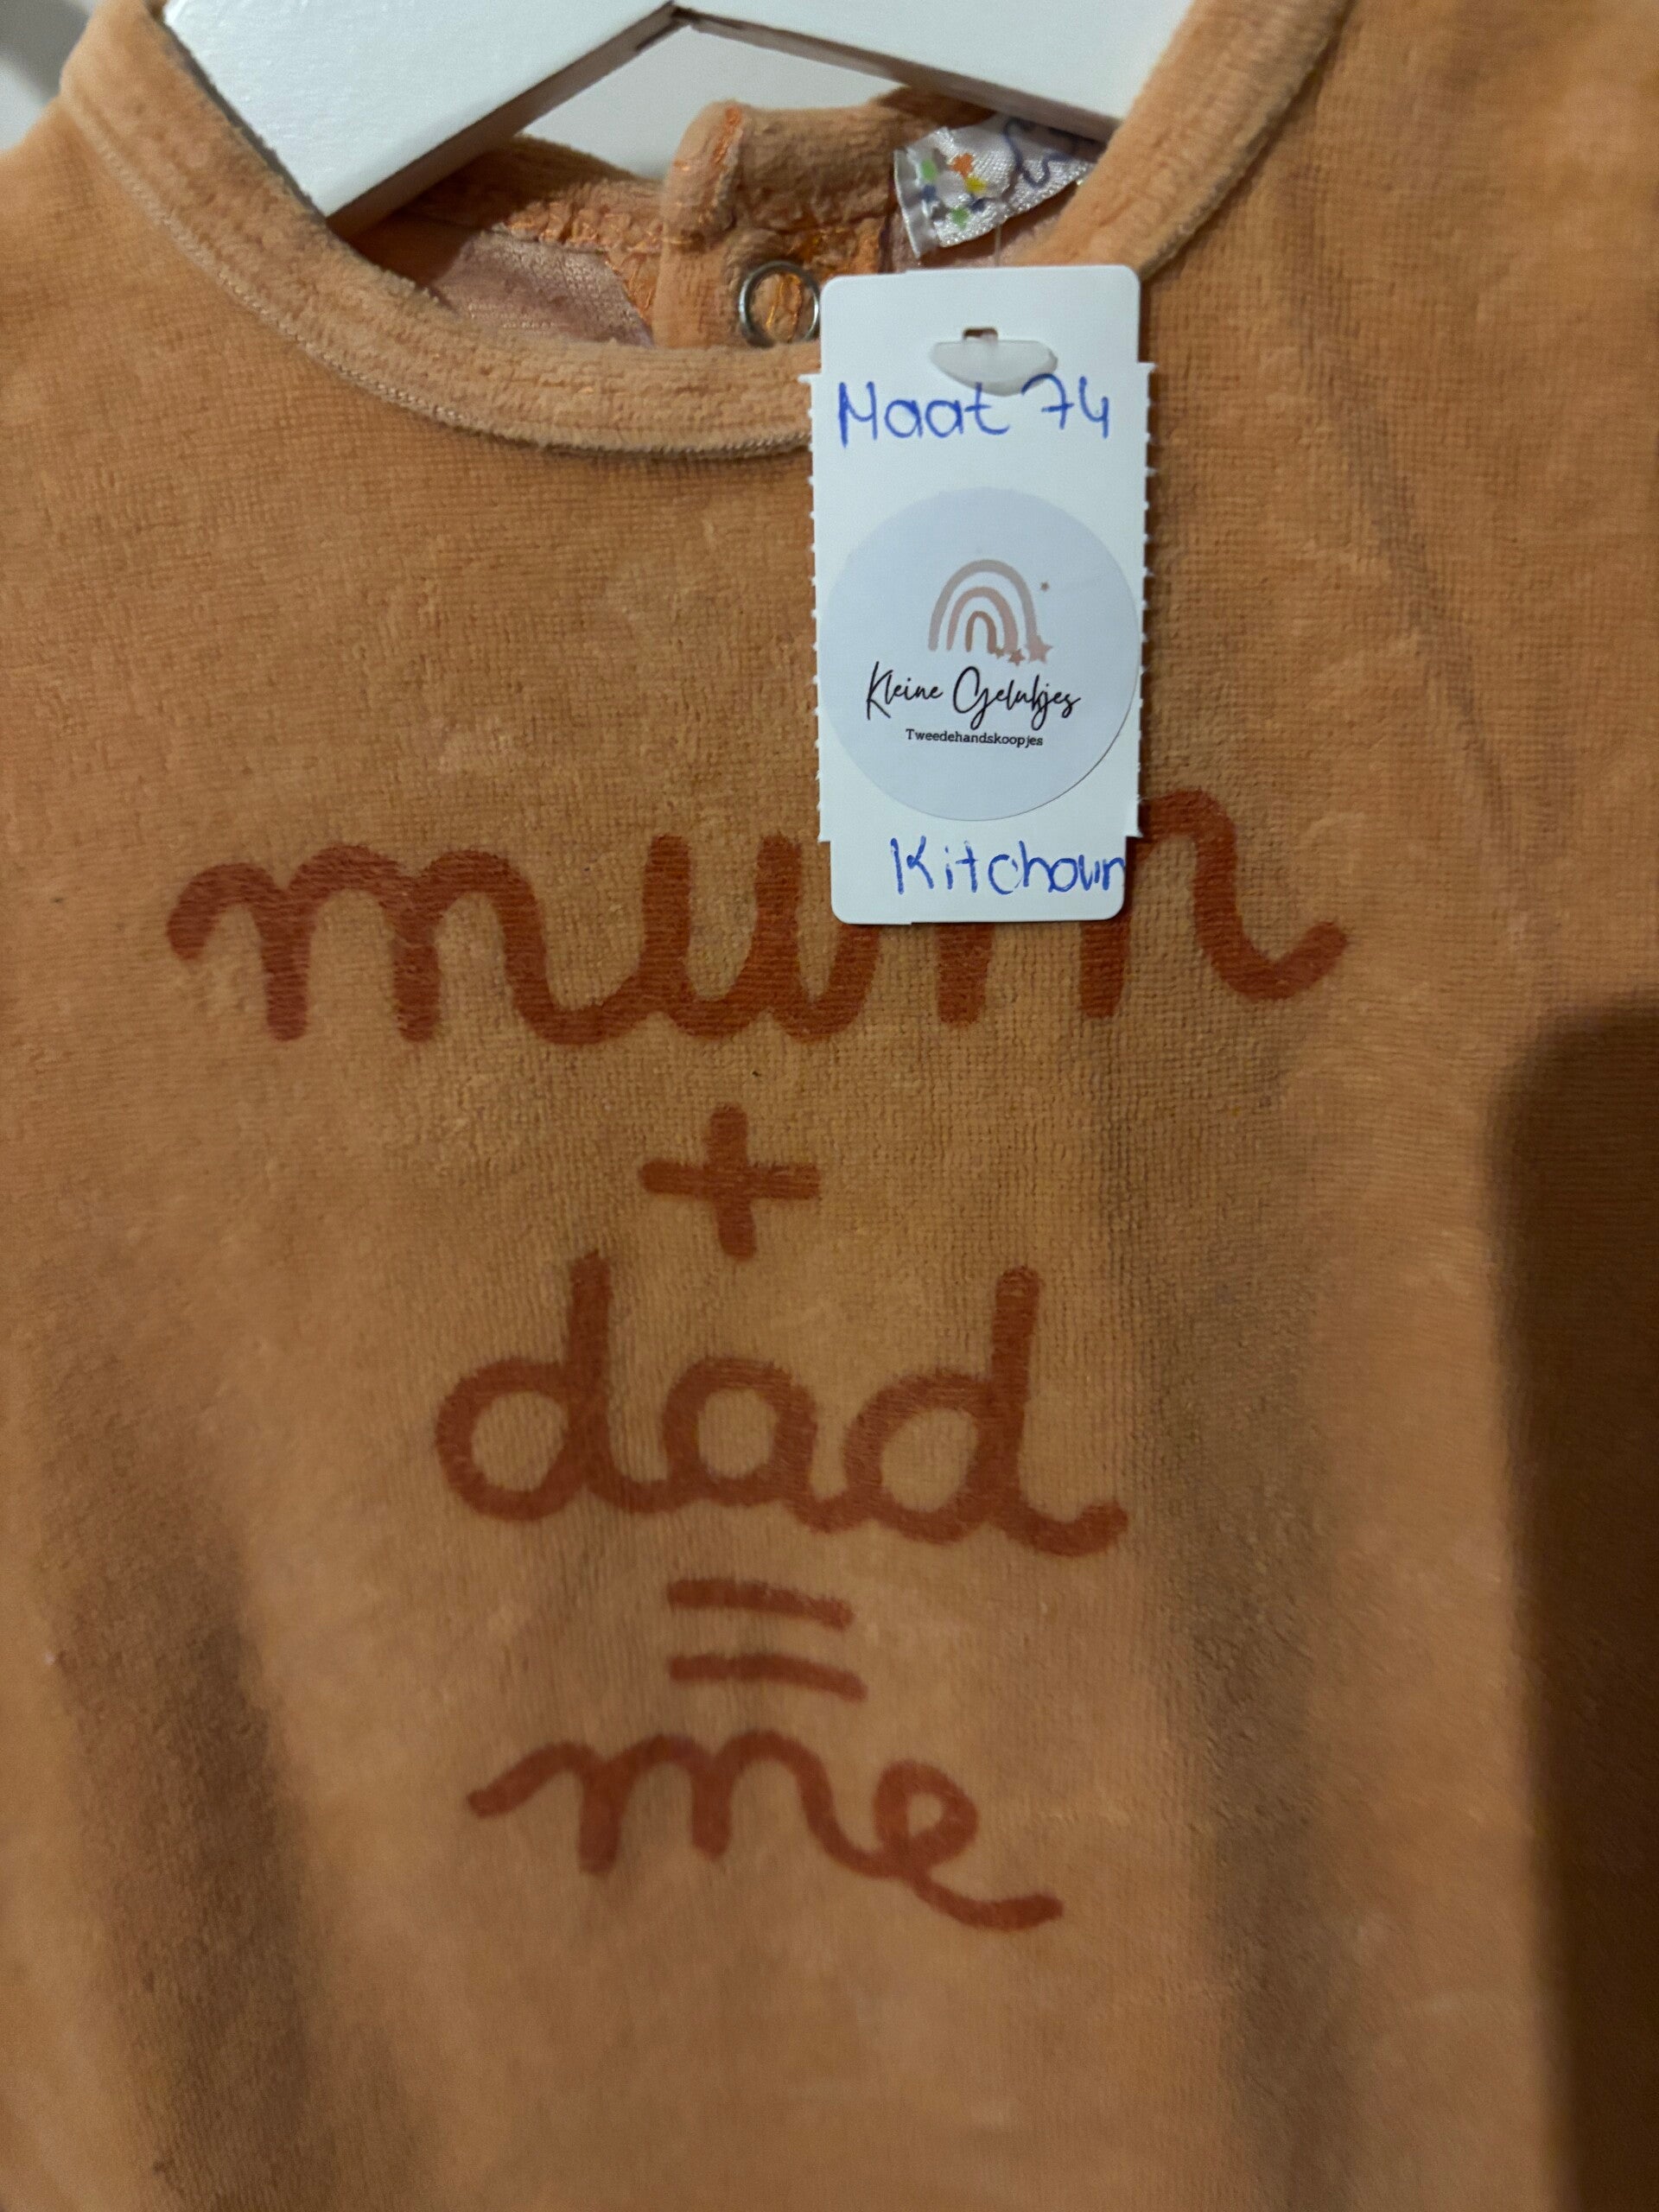 Maat 74
Kleine Gelukjes
Tweedehandskoopjes
Kitchoun
mum
+
dad
=
me